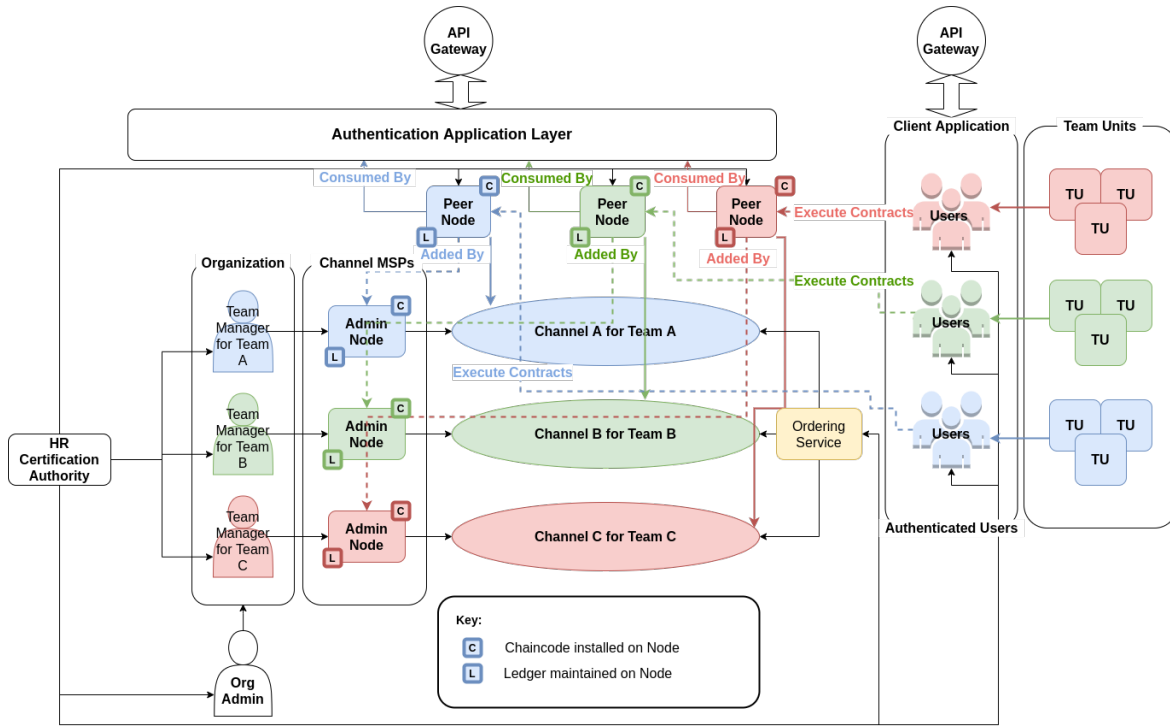 API
Gateway
API
Gateway
Authentication Application Layer
Client Application
Team Units
Consumed By
Consumed By
Consumed By
C
C
C
Peer
Node
Peer
Node
Peer
Node
L
L
L
Added By
Added By
Added By
Execute Contracts
Users
TU
TU
TU
Organization
Channel MSPs
Execute Contracts
Team
Manager
for Team
A
C
Admin
Node
L
Channel A for Team A
Users
TU
TU
TU
Execute Contracts
Team
Manager
for Team
B
C
Admin
Node
L
Channel B for Team B
Ordering
Service
Users
TU
TU
TU
HR
Certification
Authority
Team
Manager
for Team
C
C
Admin
Node
L
Channel C for Team C
Authenticated Users
Key:
C
Chaincode installed on Node
L
Ledger maintained on Node
Org
Admin